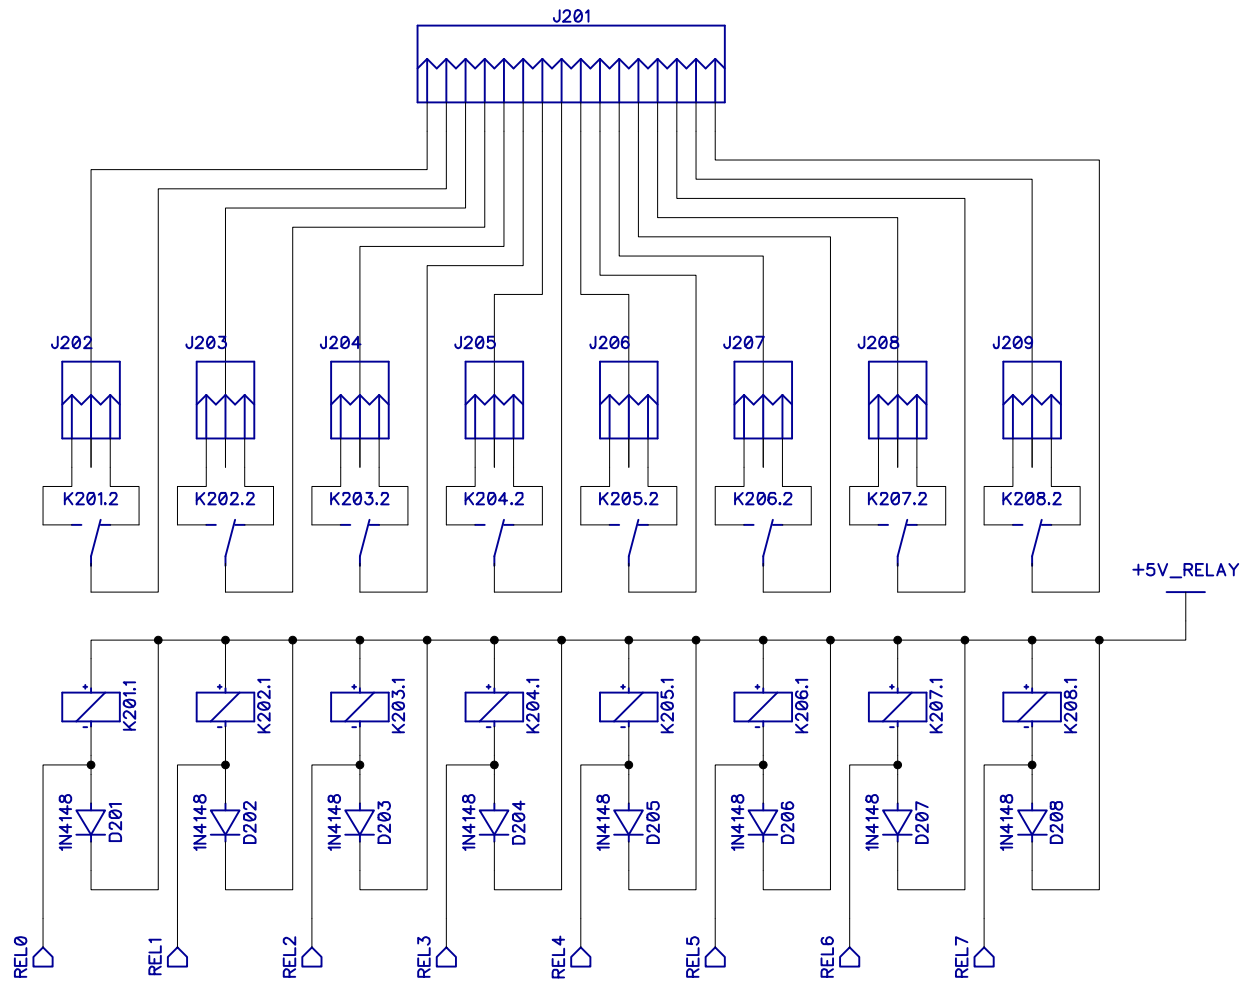 J201
J202
J203
J204
J205
J206
J207
J208
J209
K201.2
K202.2
K203.2
K204.2
K205.2
K206.2
K207.2
K208.2
+5V_RELAY
+
-
K201.1
+
-
K202.1
+
-
K203.1
+
-
K204.1
+
-
K205.1
+
-
K206.1
+
-
K207.1
+
-
K208.1
1N4148
D201
1N4148
D202
1N4148
D203
1N4148
D204
1N4148
D205
1N4148
D206
1N4148
D207
1N4148
D208
REL0
REL1
REL2
REL3
REL4
REL5
REL6
REL7